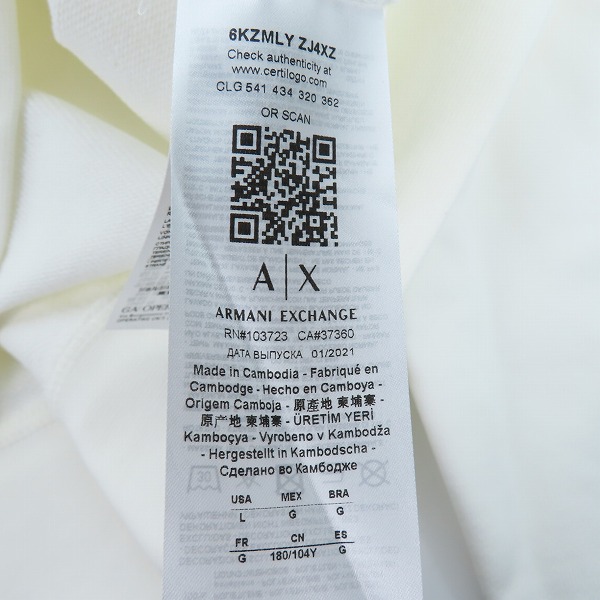 6KZMLY ZJ4XZ
Check authenticity at
www.certilogo.com
CLG 541 434 320 362
OR SCAN
A|X
ARMANI EXCHANGE
RN#103723 CA#37360
ДАТА ВЫПУСКА 01/2021
Made in Cambodia - Fabriqué en
Cambodge - Hecho en Camboya -
Origem Camboja - 原產地 柬埔寨 -
原产地 柬埔寨 - ÜRETİM YERİ
Kamboçya - Vyrobeno v Kambodža
- Hergestellt in Kambodscha -
Сделано во Камбодже
USA MEX BRA
L G G
FR CN ES
G 180/104Y G